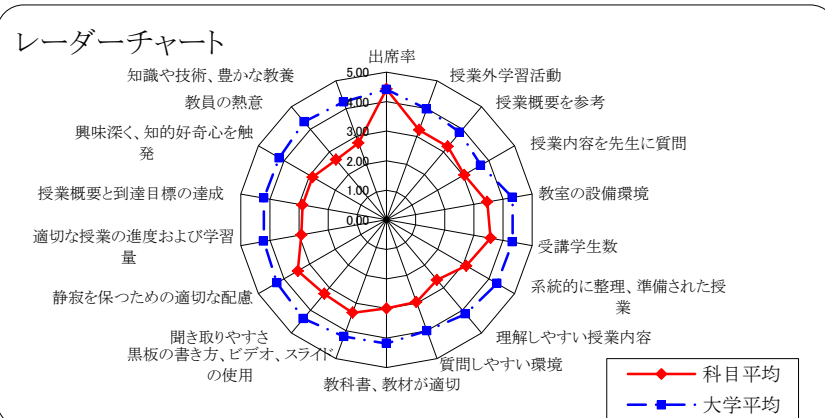 レーダーチャート
出席率
授業外学習活動
授業概要を参考
授業内容を先生に質問
教室の設備環境
受講学生数
系統的に整理、準備された授
業
理解しやすい授業内容
質問しやすい環境
教科書、教材が適切
黒板の書き方、ビデオ、スライド
の使用
聞き取りやすさ
静寂を保つための適切な配慮
適切な授業の進度および学習
量
授業概要と到達目標の達成
興味深く、知的好奇心を触
発
教員の熱意
知識や技術、豊かな教養
5.00
4.00
3.00
2.00
1.00
0.00
科目平均
大学平均